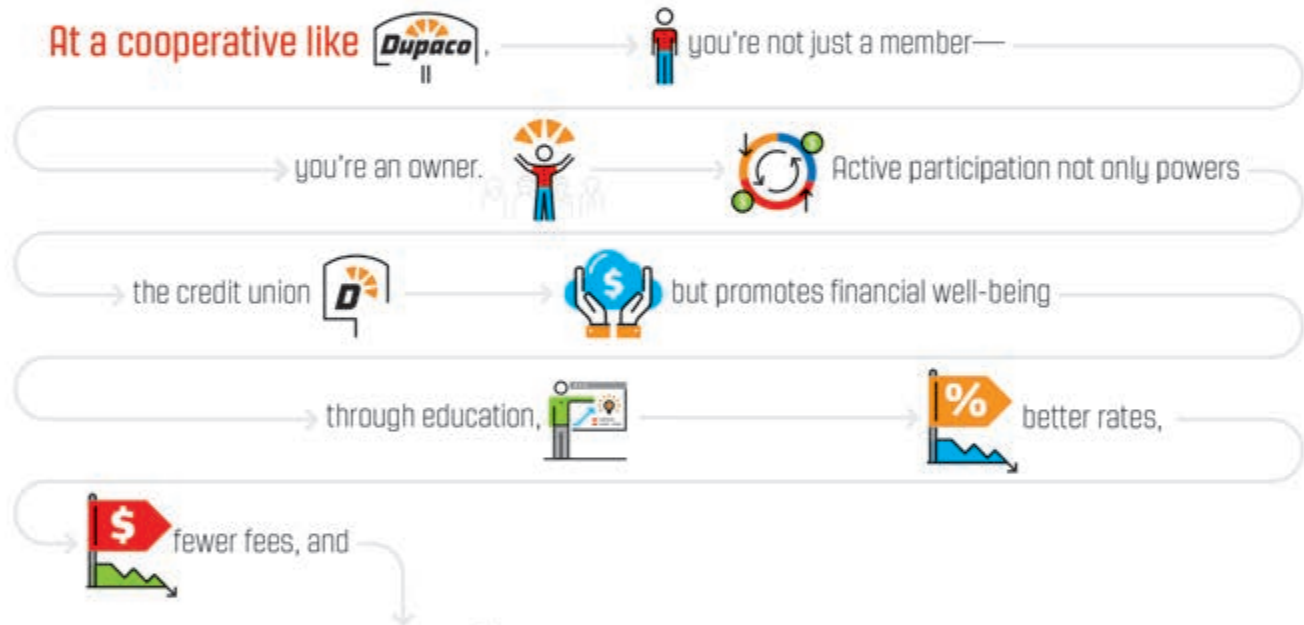 At a cooperative like Dupaco, you're not just a member—
you're an owner. Active participation not only powers
the credit union D $ but promotes financial well-being
through education, % better rates,
$ fewer fees, and